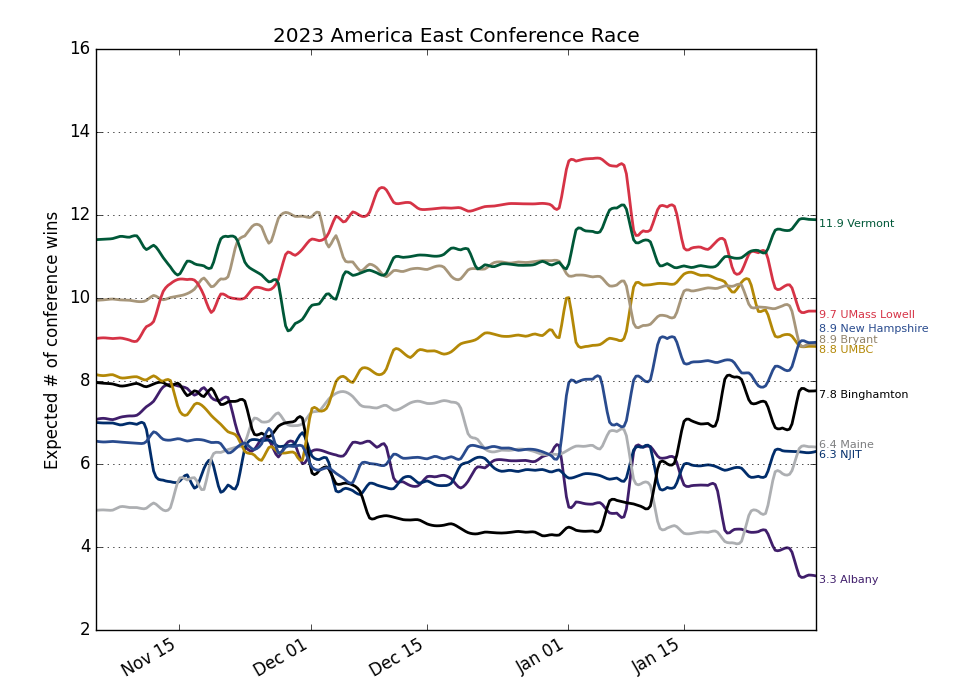 2023 America East Conference Race
Expected # of conference wins
16
14
12
10
8
6
4
2
11.9 Vermont
9.7 UMass Lowell
8.9 New Hampshire
8.9 Bryant
8.8 UMBC
7.8 Binghamton
6.4 Maine
6.3 NJIT
3.3 Albany
Nov 15
Dec 01
Dec 15
Jan 01
Jan 15